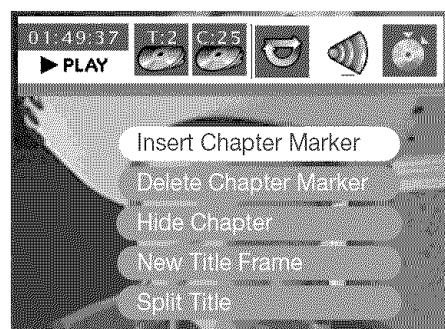 01:49:37 T:2 C:25
PLAY
Insert Chapter Marker
Delete Chapter Marker
Hide Chapter
New Title Frame
Split Title